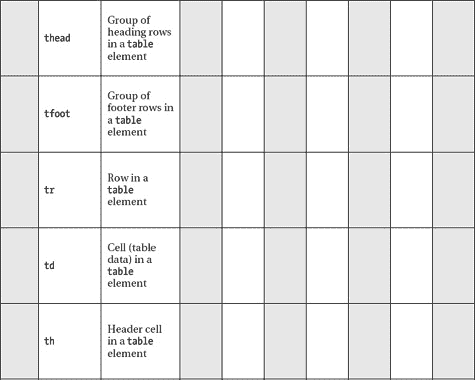 thead
Group of
heading rows
in a table
element
tfoot
Group of
footer rows in
a table
element
tr
Row in a
table
element
td
Cell (table
data) in a
table
element
th
Header cell
in a table
element